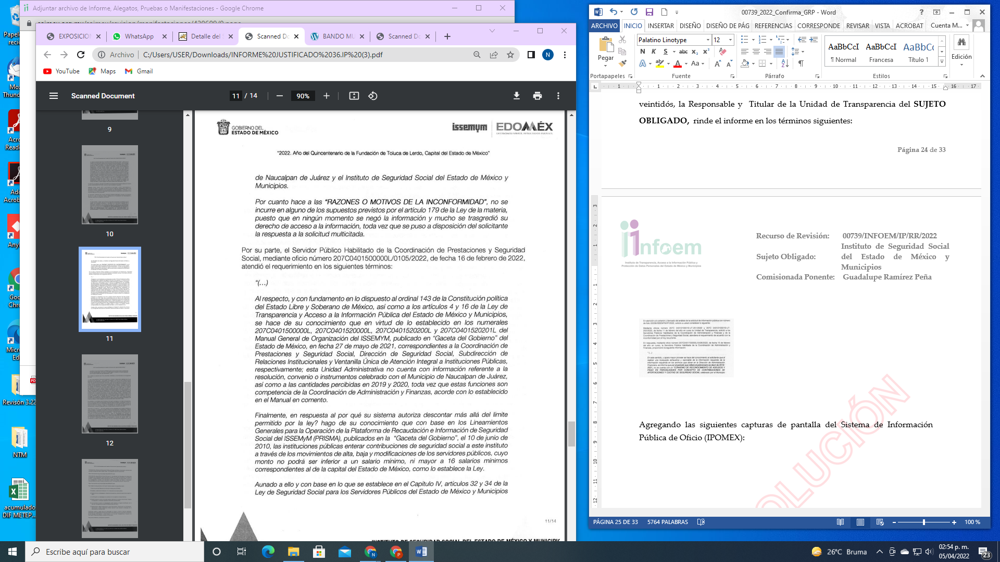 Adjuntar archivo de Informe, Alegatos, Pruebas o Manifestaciones - Google Chrome
EXPOSICION
WhatsApp
Detalle del
Scanned Do
BANDO MU
Scanned Do
Archivo
C:/Users/USER/Downloads/INFORME%20JUSTIFICADO%2036.IP%20(3).pdf
YouTube
Maps
Gmail
Scanned Document
11 / 14
90%
9
10
11
12
GOBIERNO DEL
ESTADO DE MÉXICO
issemym
EDOMÉX
DECISIONES FIRMES, RESULTADOS FUERTES.
"2022. Año del Quincentenario de la Fundación de Toluca de Lerdo, Capital del Estado de México"
de Naucalpan de Juárez y el Instituto de Seguridad Social del Estado de México y
Municipios.
Por cuanto hace a las "RAZONES O MOTIVOS DE LA INCONFORMIDAD", no se
incurre en alguno de los supuestos previstos por el artículo 179 de la Ley de la materia,
puesto que en ningún momento se negó la información y mucho se trasgredió su
derecho de acceso a la información, toda vez que se puso a disposición del solicitante
la respuesta a la solicitud multicitada.
Por su parte, el Servidor Público Habilitado de la Coordinación de Prestaciones y Seguridad
Social, mediante oficio número 207C0401500000L/0105/2022, de fecha 16 de febrero de 2022,
atendió el requerimiento en los siguientes términos:
"(...)
Al respecto, y con fundamento en lo dispuesto al ordinal 143 de la Constitución política
del Estado Libre y Soberano de México, así como a los artículos 4 y 16 de la Ley de
Transparencia y Acceso a la Información Pública del Estado de México y Municipios,
se hace de su conocimiento que en virtud de lo establecido en los numerales
207C0401500000L, 207C0401520000L, 207C0401520200L y 207C0401520201L del
Manual General de Organización del ISSEMYM, publicado en "Gaceta del Gobierno" del
Estado de México, en fecha 27 de mayo de 2021, correspondientes a la Coordinación de
Prestaciones y Seguridad Social, Dirección de Seguridad Social, Subdirección de
Relaciones Institucionales y Ventanilla Única de Atención Integral a Instituciones Públicas,
respectivamente; esta Unidad Administrativa no cuenta con información referente a la
resolución, convenio o instrumentos celebrado con el Municipio de Naucalpan de Juárez,
así como a las cantidades percibidas en 2019 y 2020, toda vez que estas funciones son
competencia de la Coordinación de Administración y Finanzas, acorde con lo establecido
en el Manual en comento.
Finalmente, en respuesta al por qué su sistema autoriza descontar más allá del límite
permitido por la ley? hago de su conocimiento que con base en los Lineamientos
Generales para la Operación de la Plataforma de Recaudación e Información de Seguridad
Social del ISSEMyM (PRISMA), publicados en la "Gaceta del Gobierno", el 10 de junio de
2010, las instituciones públicas enterar contribuciones de seguridad social a este instituto
a través de los movimientos de alta, baja y modificaciones de los servidores públicos, cuyo
monto no podrá ser inferior a un salario mínimo, ni mayor a 16 salarios mínimos
correspondientes al de la capital del Estado de México, como lo establece la Ley.
Aunado a ello y con base en lo que se establece en el Capítulo IV, artículos 32 y 34 de la
Ley de Seguridad Social para los Servidores Públicos del Estado de México y Municipios
11/14
00739_2022_Confirma_GRP - Word
ARCHIVO INICIO INSERTAR DISEÑO DISEÑO DE PÁG REFERENCIAS CORRESPONDE REVISAR VISTA ACROBAT Cuenta M...
Palatino Linotype 12
Pegar
Portapapeles
Fuente
Párrafo
AaBbCcI AaBbCcI AaBbC
¶ Normal Francesa Título 1
Estilos
Edición
veintidós, la Responsable y Titular de la Unidad de Transparencia del SUJETO
OBLIGADO, rinde el informe en los términos siguientes:
Página 24 de 33
infoem
Instituto de Transparencia, Acceso a la Información Pública y
Protección de Datos Personales del Estado de México y Municipios
Recurso de Revisión: 00739/INFOEM/IP/RR/2022
Sujeto Obligado: Instituto de Seguridad Social
del Estado de México y
Municipios
Comisionada Ponente: Guadalupe Ramírez Peña
Agregando las siguientes capturas de pantalla del Sistema de Información
Pública de Oficio (IPOMEX):
OLUCIÓN
PÁGINA 25 DE 33 5764 PALABRAS
100 %
Revisón 3.22
NTM
acumulado
DIF METEP...
Escribe aquí para buscar
26°C Bruma
02:54 p. m.
05/04/2022
23